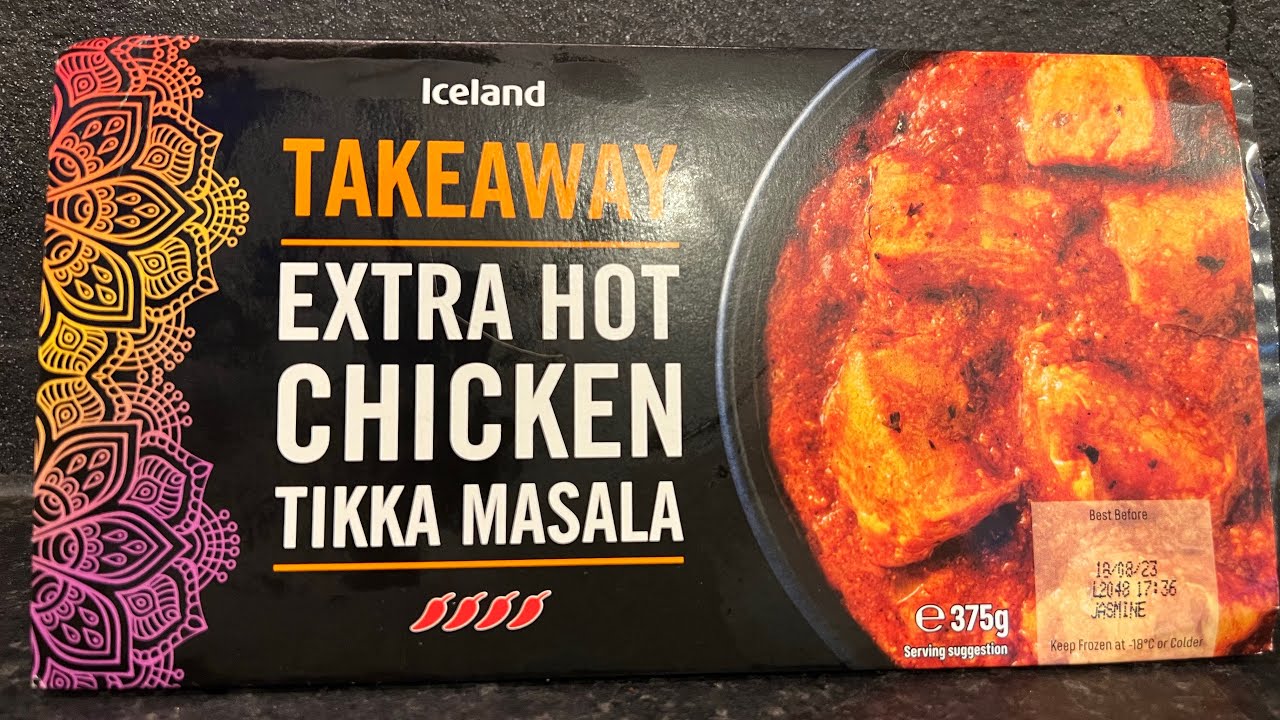 Iceland
TAKEAWAY
EXTRA HOT
CHICKEN
TIKKA MASALA
℮ 375g
Serving suggestion
Best Before
18/08/23
L2048 17:36
JASMINE
Keep Frozen at -18°C or Colder